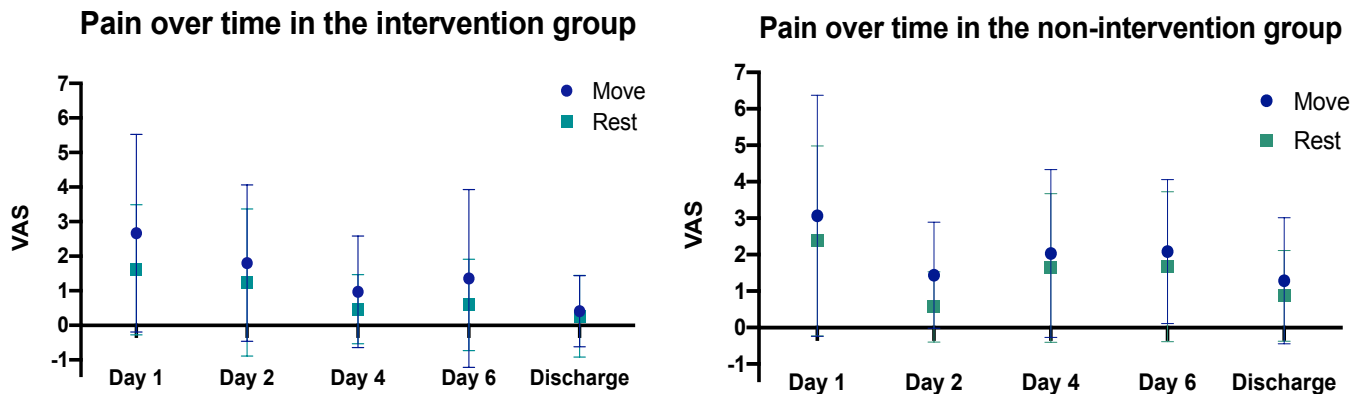 Pain over time in the intervention group
7
6
5
4
3
2
1
0
-1
VAS
Move
Rest
Day 1 Day 2 Day 4 Day 6 Discharge
Pain over time in the non-intervention group
7
6
5
4
3
2
1
0
-1
VAS
Move
Rest
Day 1 Day 2 Day 4 Day 6 Discharge